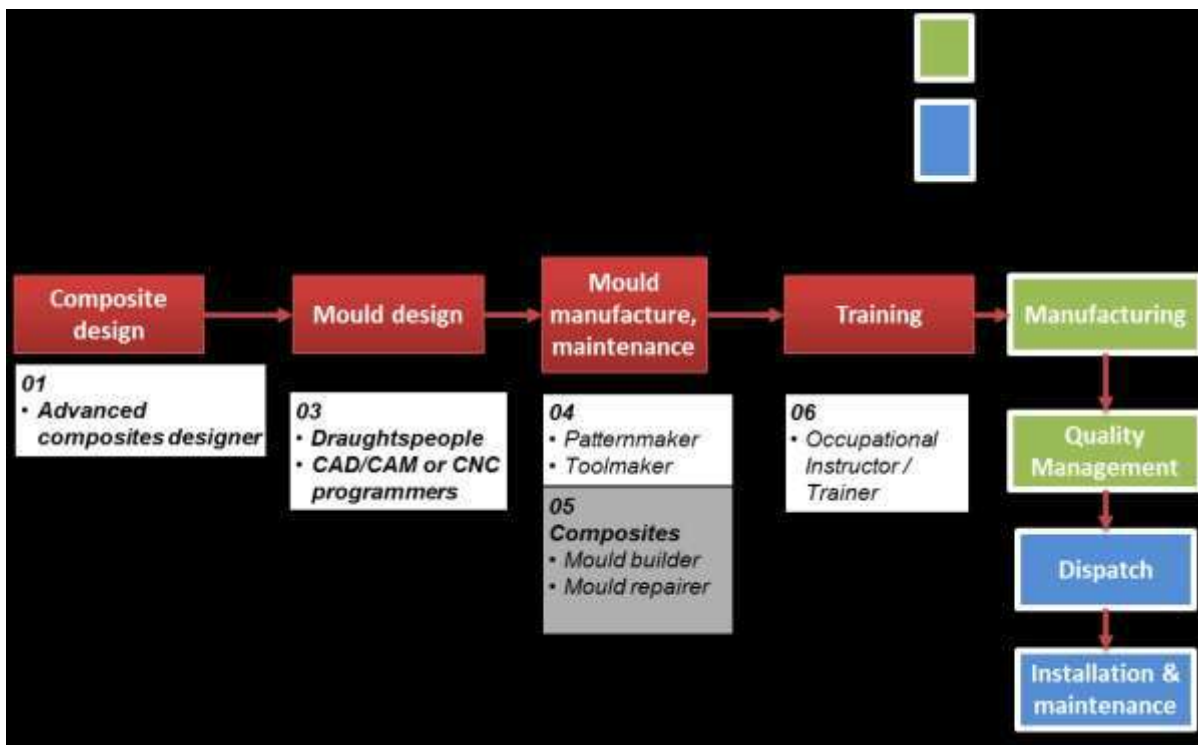 Composite
design
Mould design
Mould
manufacture,
maintenance
Training
Manufacturing
01
• Advanced
composites designer
03
• Draughtspeople
• CAD/CAM or CNC
programmers
04
• Patternmaker
• Toolmaker
05
Composites
• Mould builder
• Mould repairer
06
• Occupational
Instructor /
Trainer
Quality
Management
Dispatch
Installation &
maintenance